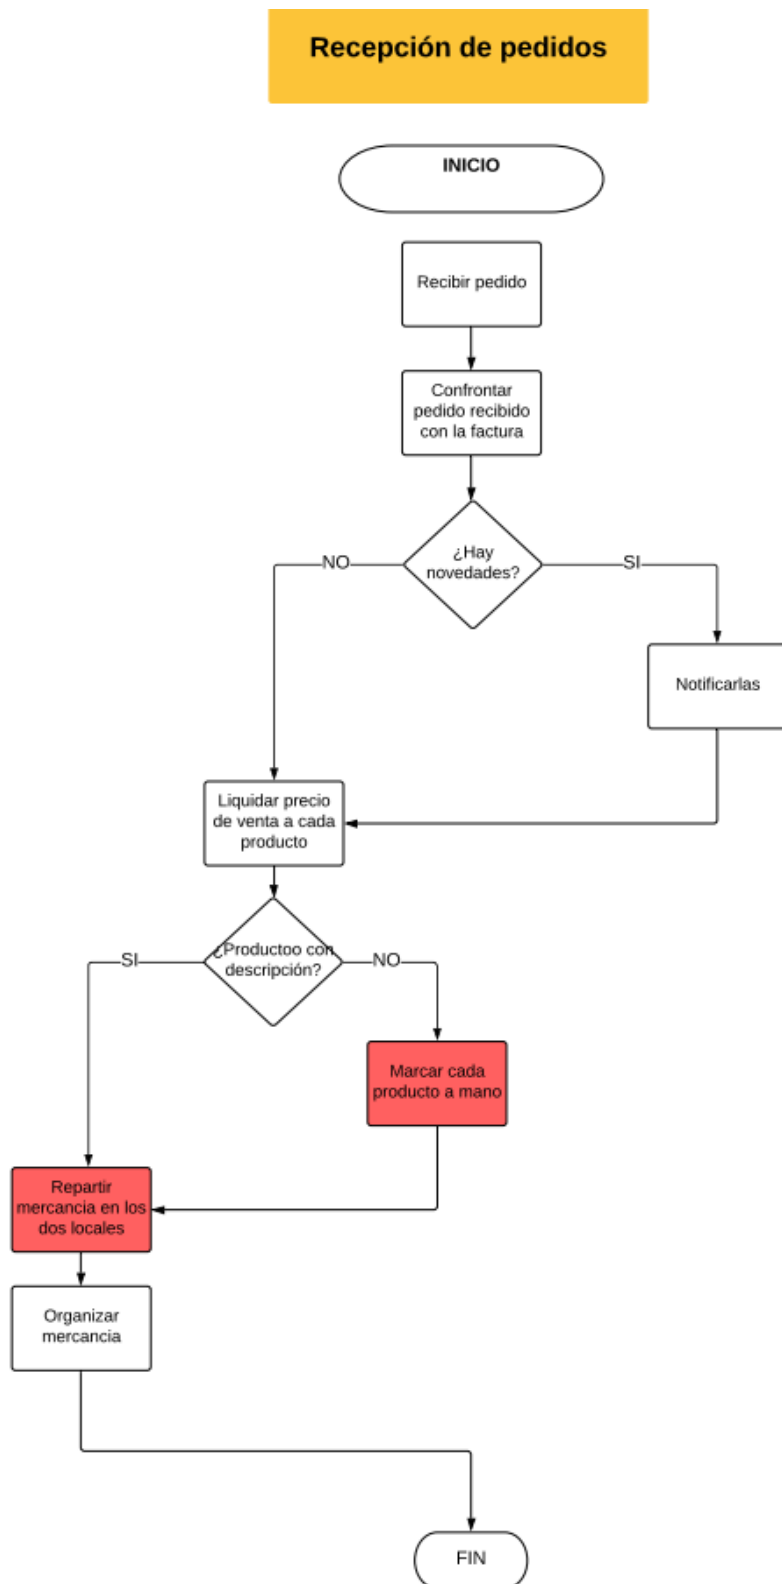 Recepción de pedidos
INICIO
Recibir pedido
Confrontar
pedido recibido
con la factura
¿Hay
novedades?
NO
SI
Notificarlas
Liquidar precio
de venta a cada
producto
¿Productoo con
descripción?
SI
NO
Marcar cada
producto a mano
Repartir
mercancia en los
dos locales
Organizar
mercancia
FIN